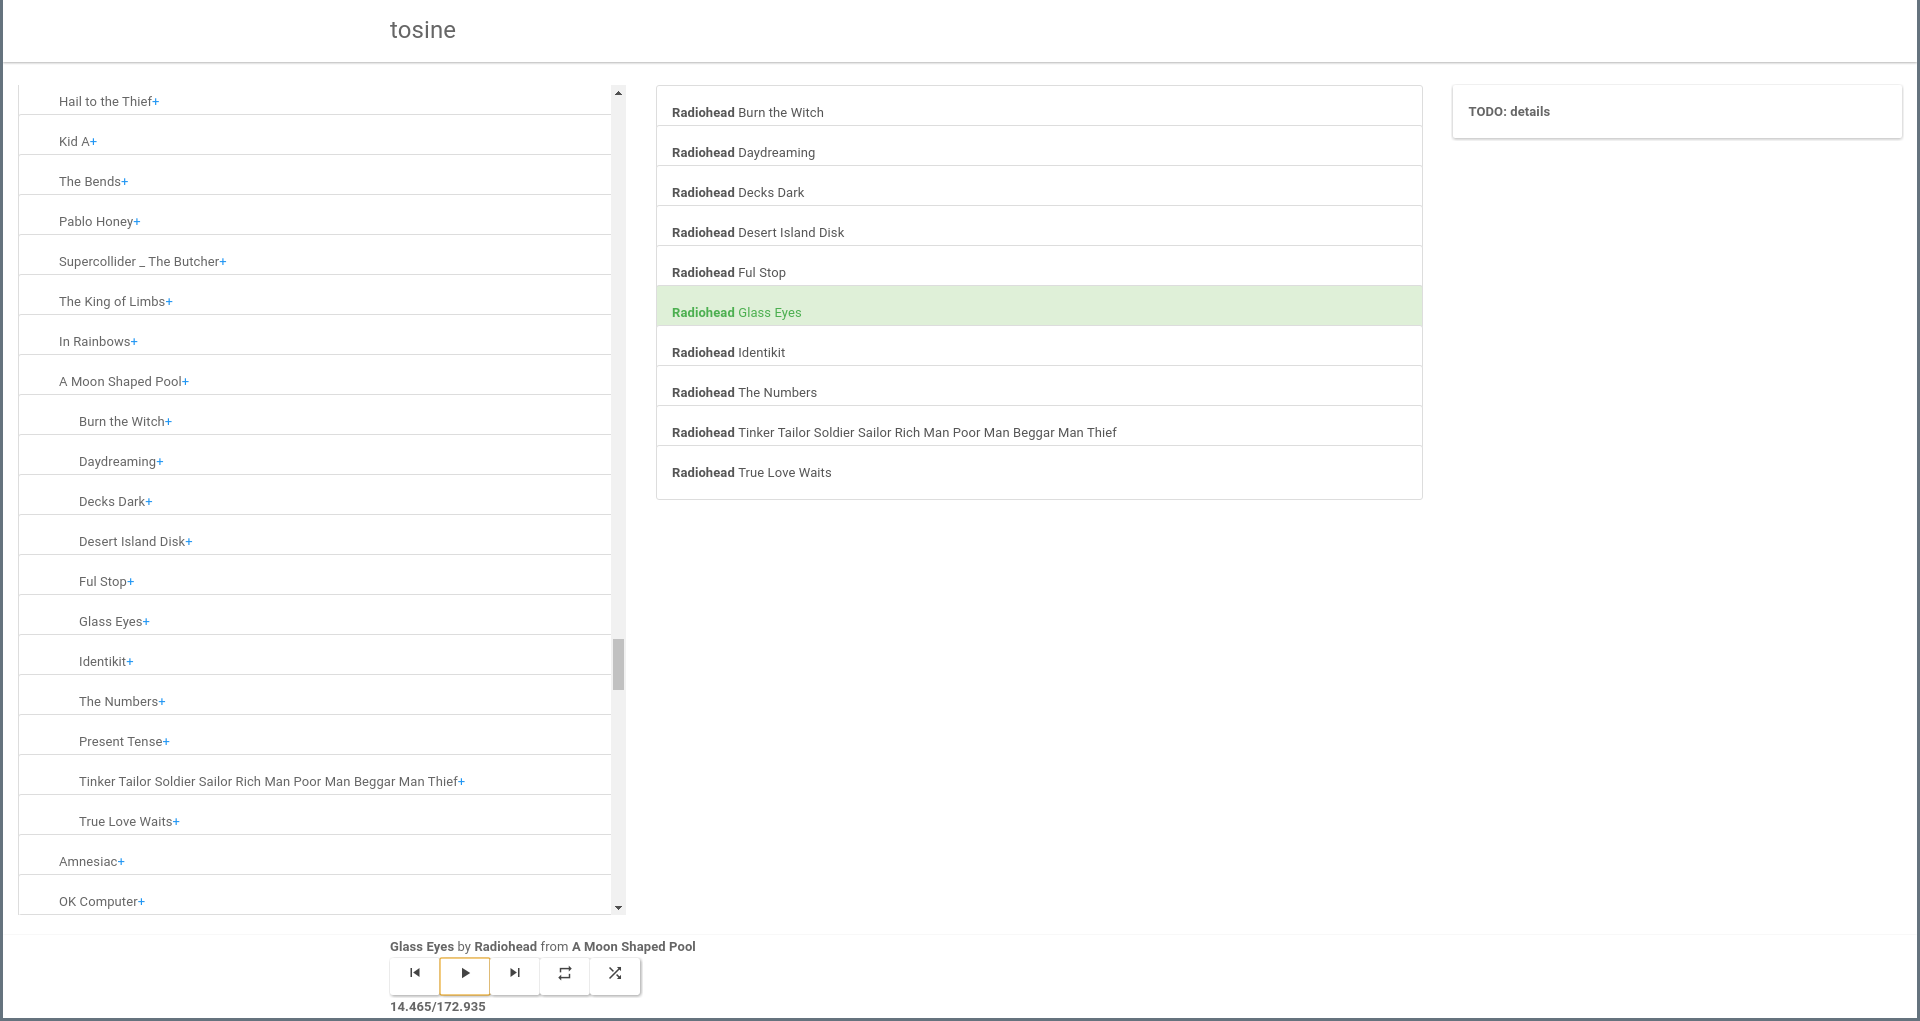 tosine
Hail to the Thief+
Kid A+
The Bends+
Pablo Honey+
Supercollider _ The Butcher+
The King of Limbs+
In Rainbows+
A Moon Shaped Pool+
Burn the Witch+
Daydreaming+
Decks Dark+
Desert Island Disk+
Ful Stop+
Glass Eyes+
Identikit+
The Numbers+
Present Tense+
Tinker Tailor Soldier Sailor Rich Man Poor Man Beggar Man Thief+
True Love Waits+
Amnesiac+
OK Computer+
Radiohead Burn the Witch
Radiohead Daydreaming
Radiohead Decks Dark
Radiohead Desert Island Disk
Radiohead Ful Stop
Radiohead Glass Eyes
Radiohead Identikit
Radiohead The Numbers
Radiohead Tinker Tailor Soldier Sailor Rich Man Poor Man Beggar Man Thief
Radiohead True Love Waits
TODO: details
Glass Eyes by Radiohead from A Moon Shaped Pool
14.465/172.935